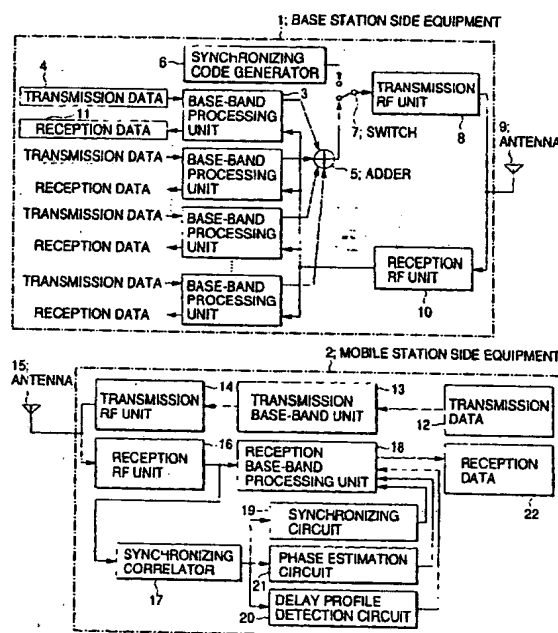 1; BASE STATION SIDE EQUIPMENT
6
SYNCHRONIZING
CODE GENERATOR
4
TRANSMISSION DATA
11
RECEPTION DATA
3
BASE-BAND
PROCESSING
UNIT
TRANSMISSION DATA
RECEPTION DATA
BASE-BAND
PROCESSING
UNIT
TRANSMISSION DATA
RECEPTION DATA
BASE-BAND
PROCESSING
UNIT
TRANSMISSION DATA
RECEPTION DATA
BASE-BAND
PROCESSING
UNIT
5; ADDER
7; SWITCH
TRANSMISSION
RF UNIT
8
9; ANTENNA
RECEPTION
RF UNIT
10
2; MOBILE STATION SIDE EQUIPMENT
15;
ANTENNA
14
TRANSMISSION
RF UNIT
13
TRANSMISSION
BASE-BAND UNIT
12
TRANSMISSION
DATA
16
RECEPTION
RF UNIT
18
RECEPTION
BASE-BAND
PROCESSING UNIT
RECEPTION
DATA
22
19
SYNCHRONIZING
CIRCUIT
SYNCHRONIZING
CORRELATOR
17
PHASE ESTIMATION
CIRCUIT
21
DELAY PROFILE
DETECTION CIRCUIT
20